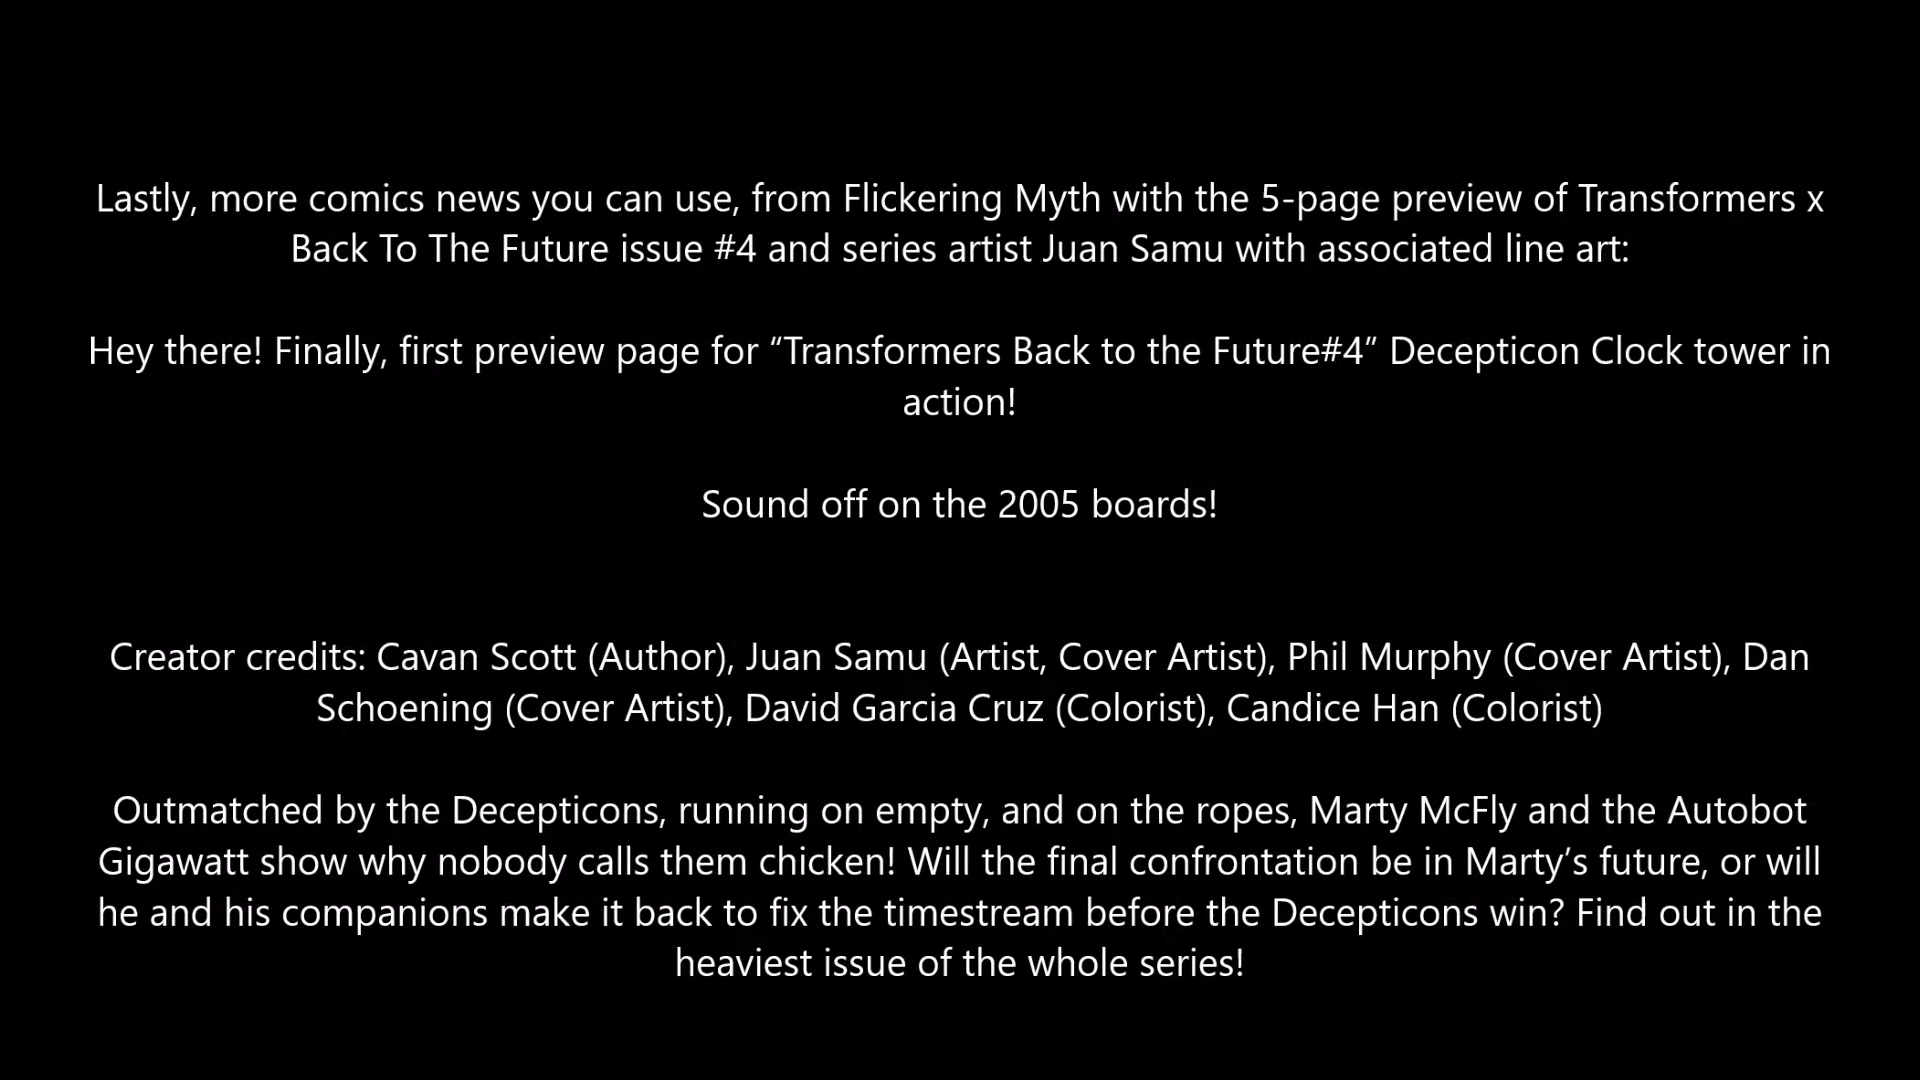 Lastly, more comics news you can use, from Flickering Myth with the 5-page preview of Transformers x
Back To The Future issue #4 and series artist Juan Samu with associated line art:
Hey there! Finally, first preview page for “Transformers Back to the Future#4” Decepticon Clock tower in
action!
Sound off on the 2005 boards!
Creator credits: Cavan Scott (Author), Juan Samu (Artist, Cover Artist), Phil Murphy (Cover Artist), Dan
Schoening (Cover Artist), David Garcia Cruz (Colorist), Candice Han (Colorist)
Outmatched by the Decepticons, running on empty, and on the ropes, Marty McFly and the Autobot
Gigawatt show why nobody calls them chicken! Will the final confrontation be in Marty’s future, or will
he and his companions make it back to fix the timestream before the Decepticons win? Find out in the
heaviest issue of the whole series!